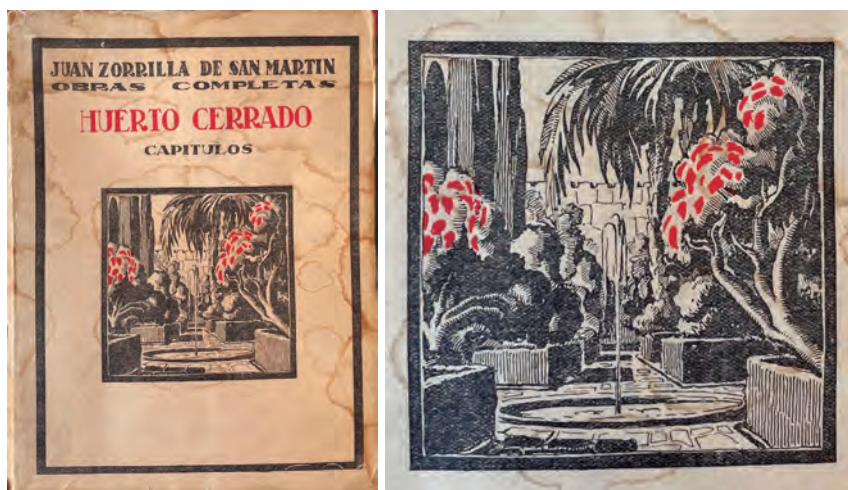 JUAN ZORRILLA DE SAN MARTIN
OBRAS COMPLETAS
HUERTO CERRADO
CAPITULOS